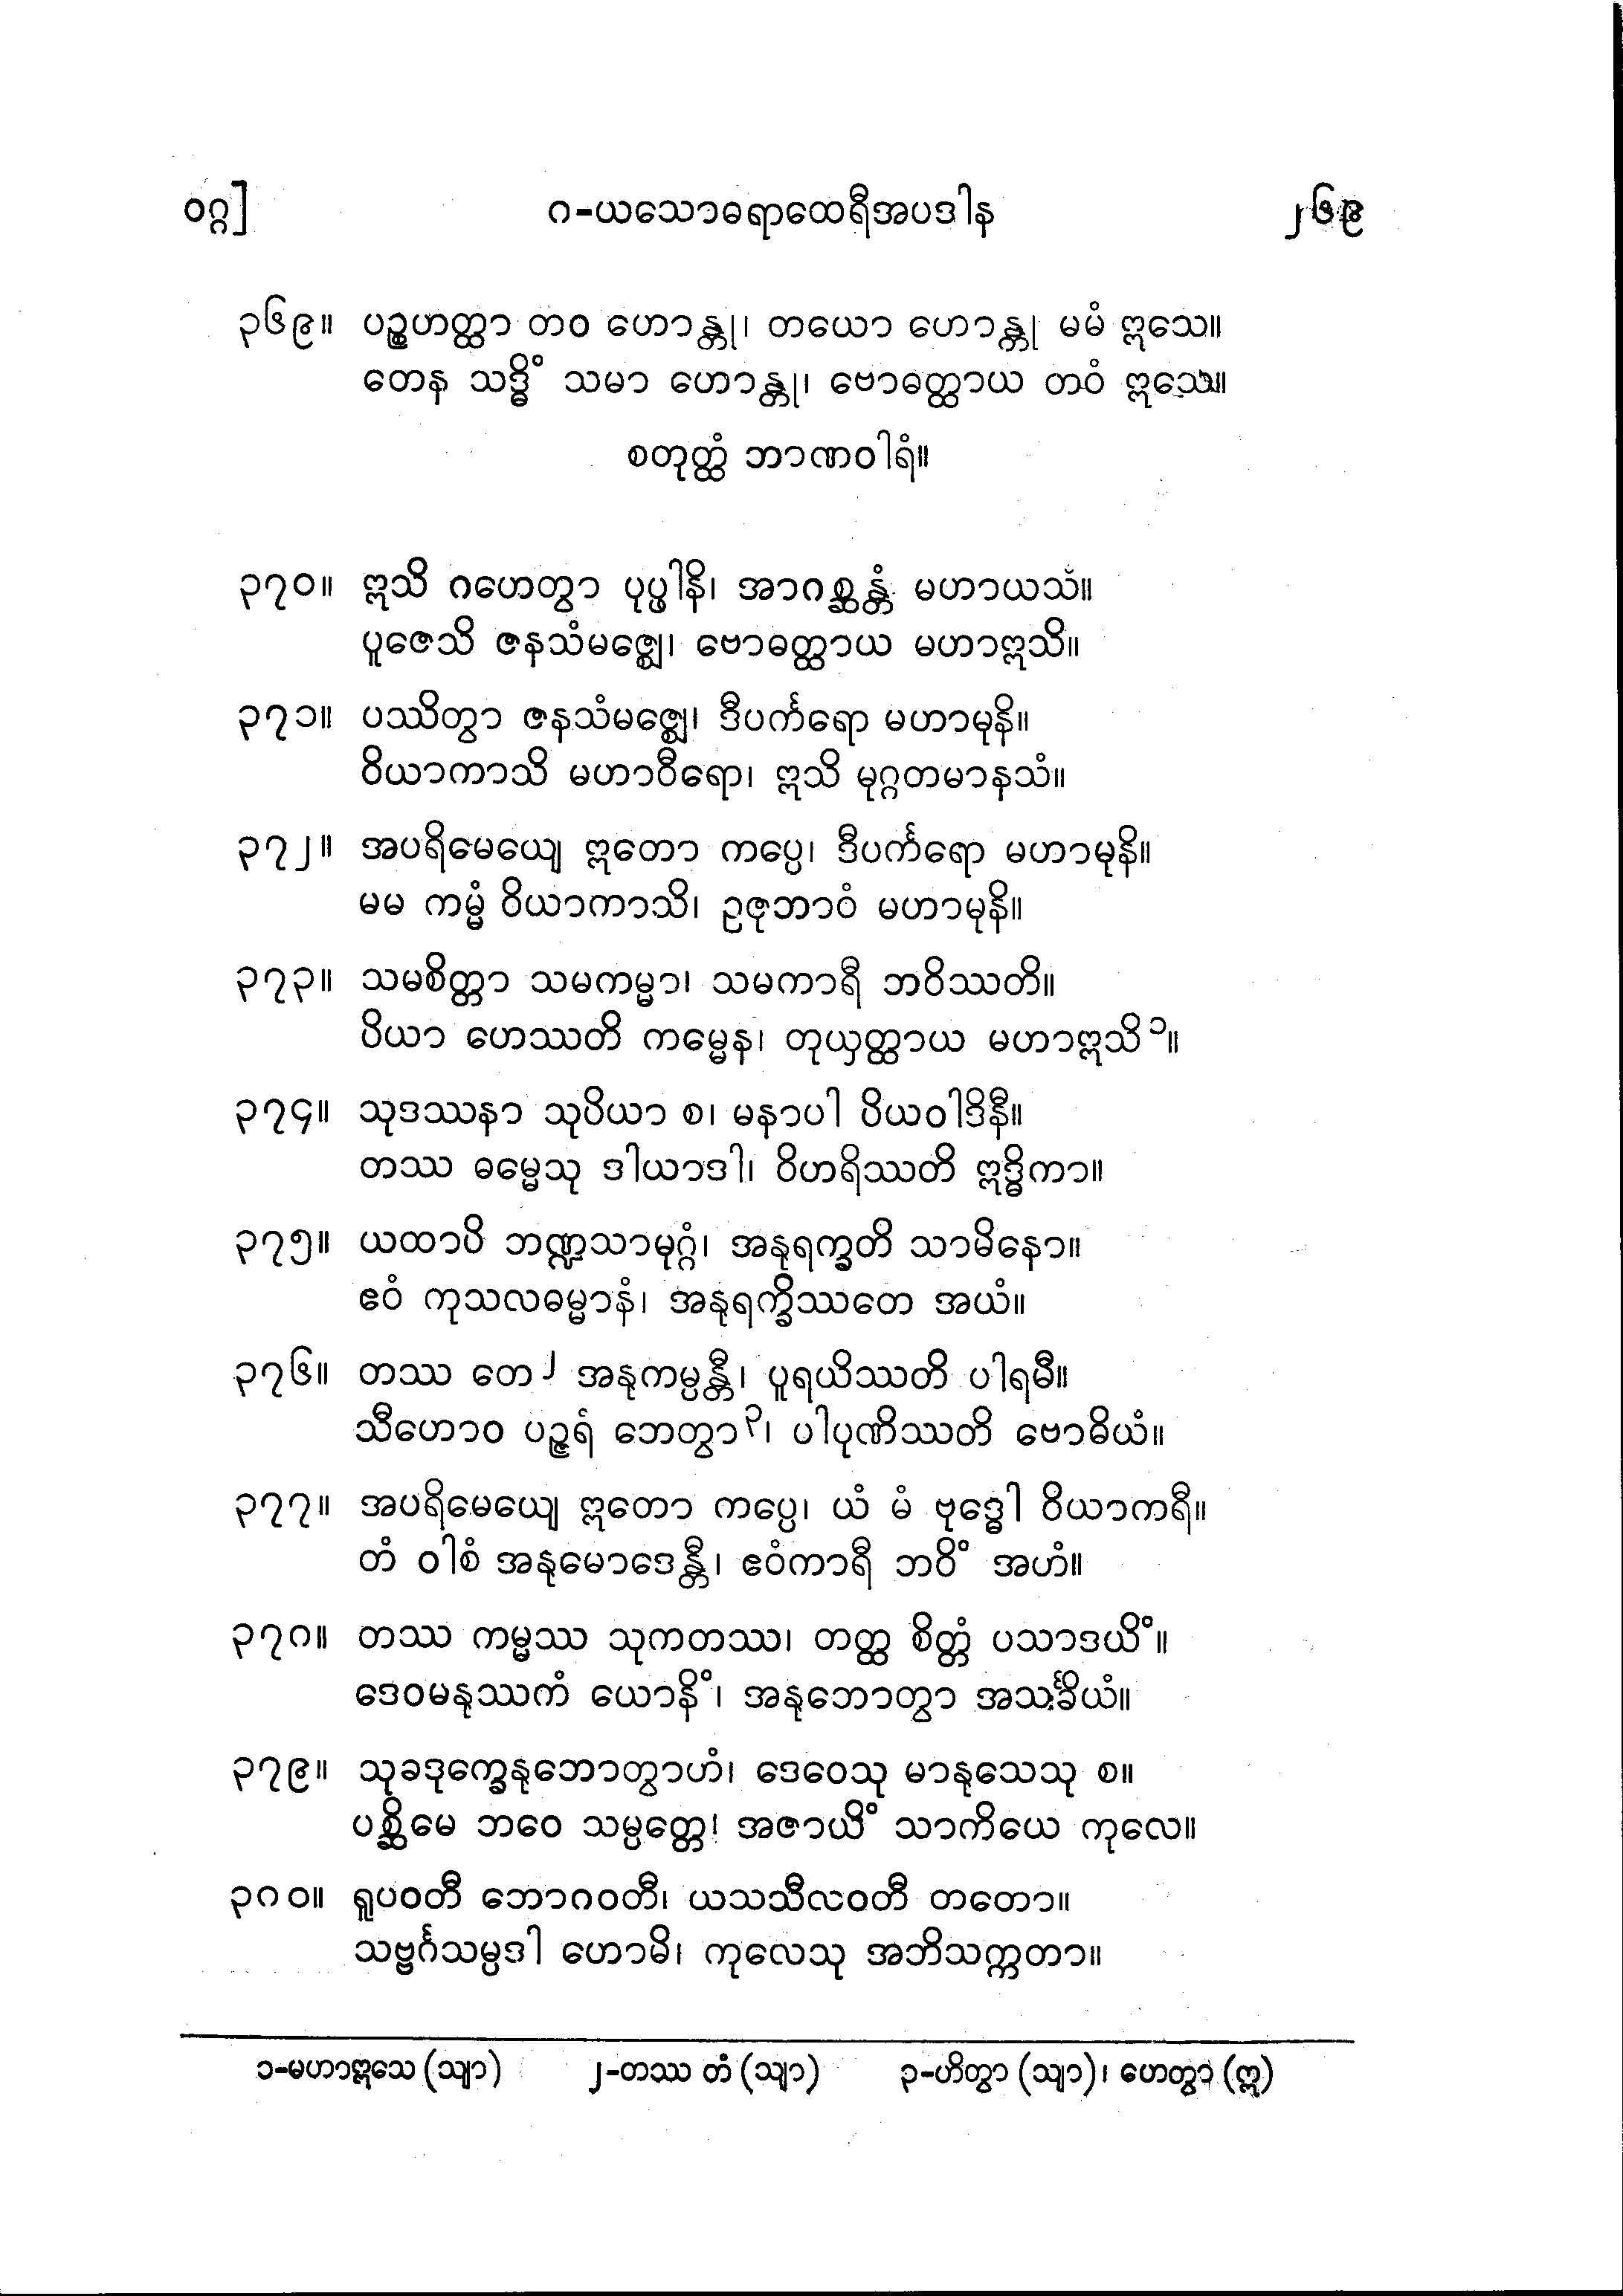 ဝဂ္ဂ] ဂ-ယသောဓရာထေရီအပဒါန ၂၆၉
၃၆၉။ ပဉ္စဟတ္ထာ တဝ ဟောန္တု၊ တယော ဟောန္တု မမံ ဣသေ။
တေန သဒ္ဓိံ သမာ ဟောန္တု၊ ဗောဓတ္ထာယ တဝံ ဣသေ။
စတုတ္ထံ ဘာဏဝါရံ။
၃၇၀။ ဣသိ ဂဟေတွာ ပုပ္ဖါနိ၊ အာဂစ္ဆန္တံ မဟာယသံ။
ပူဇေသိ ဇနသံမဇ္ဈေ၊ ဗောဓတ္ထာယ မဟာဣသိ။
၃၇၁။ ပဿိတွာ ဇနသံမဇ္ဈေ၊ ဒီပင်္ကရော မဟာမုနိ။
ဝိယာကာသိ မဟာဝီရော၊ ဣသိ မုဂ္ဂတမာနသံ။
၃၇၂။ အပရိမေယျေ ဣတော ကပ္ပေ၊ ဒီပင်္ကရော မဟာမုနိ။
မမ ကမ္မံ ဝိယာကာသိ၊ ဥဇုဘာဝံ မဟာမုနိ။
၃၇၃။ သမစိတ္တာ သမကမ္မာ၊ သမကာရီ ဘဝိဿတိ။
ပိယာ ဟေဿတိ ကမ္မေန၊ တုယှတ္ထာယ မဟာဣသိ ၁။
၃၇၄။ သုဒဿနာ သုပိယာ စ၊ မနာပါ ပိယဝါဒိနီ။
တဿ ဓမ္မေသု ဒါယာဒါ၊ ဝိဟရိဿတိ ဣဒ္ဓိကာ။
၃၇၅။ ယထာပိ ဘဏ္ဍသာမုဂ္ဂံ၊ အနုရက္ခတိ သာမိနော။
ဧဝံ ကုသလဓမ္မာနံ၊ အနုရက္ခိဿတေ အယံ။
၃၇၆။ တဿ တေ ၂ အနုကမ္ပန္တီ၊ ပူရယိဿတိ ပါရမီ။
သီဟောဝ ပဉ္ဇရံ ဘေတွာ ၃၊ ပါပုဏိဿတိ ဗောဓိယံ။
၃၇၇။ အပရိမေယျေ ဣတော ကပ္ပေ၊ ယံ မံ ဗုဒ္ဓေါ ဝိယာကရီ။
တံ ဝါစံ အနုမောဒေန္တီ၊ ဧဝံကာရီ ဘဝိံ အဟံ။
၃၇၈။ တဿ ကမ္မဿ သုကတဿ၊ တတ္ထ စိတ္တံ ပသာဒယိံ။
ဒေဝမနုဿကံ ယောနိံ၊ အနုဘောတွာ အသင်္ခိယံ။
၃၇၉။ သုခဒုက္ခေနုဘောတွာဟံ၊ ဒေဝေသု မာနုသေသု စ။
ပစ္ဆိမေ ဘဝေ သမ္ပတ္တေ၊ အဇာယိံ သာကိယေ ကုလေ။
၃၈၀။ ရူပဝတီ ဘောဂဝတီ၊ ယသသီလဝတီ တတော။
သဗ္ဗင်္ဂသမ္ပဒါ ဟောမိ၊ ကုလေသု အဘိသက္ကတာ။
၁-မဟာဣသေ (သျာ) ၂-တဿ တံ (သျာ) ၃-ဟိတွာ (သျာ)၊ ဟေတွာ (ဣ)